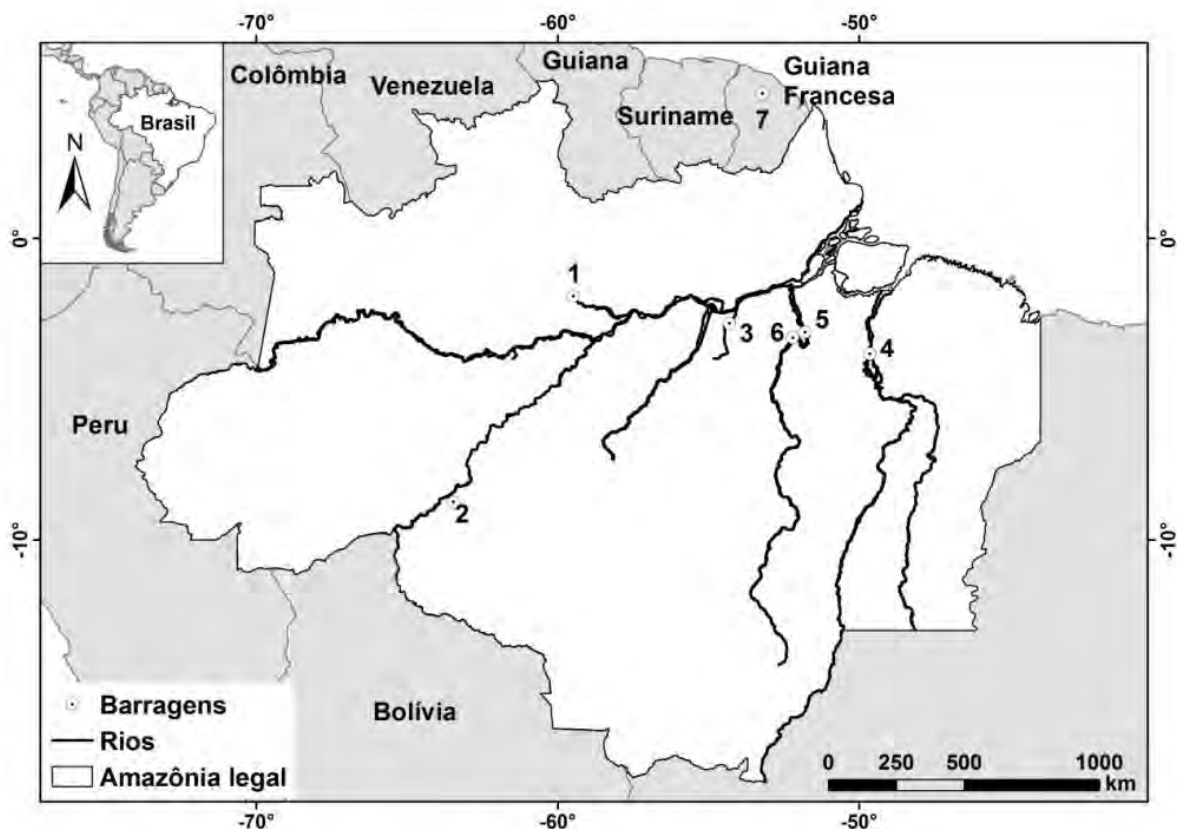 -70°
-60°
-50°
Colômbia
Venezuela
Guiana
Guiana
Francesa
Suriname
7
Brasil
N
0°
0°
1
3
6
5
4
Peru
2
-10°
-10°
Bolívia
Barragens
Rios
Amazônia legal
0 250 500 1000
km
-70°
-60°
-50°